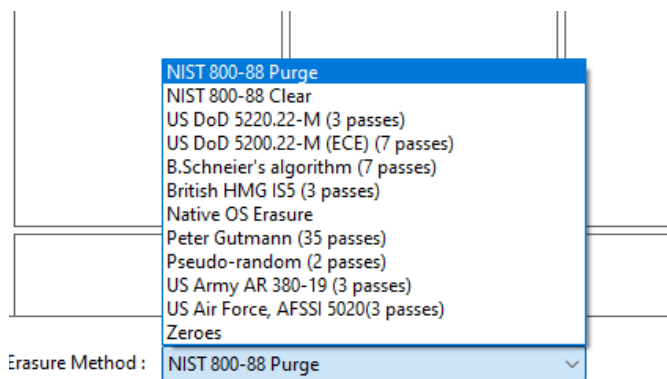 NIST 800-88 Purge
NIST 800-88 Clear
US DoD 5220.22-M (3 passes)
US DoD 5200.22-M (ECE) (7 passes)
B.Schneier's algorithm (7 passes)
British HMG IS5 (3 passes)
Native OS Erasure
Peter Gutmann (35 passes)
Pseudo-random (2 passes)
US Army AR 380-19 (3 passes)
US Air Force, AFSSI 5020(3 passes)
Zeroes
Erasure Method : NIST 800-88 Purge